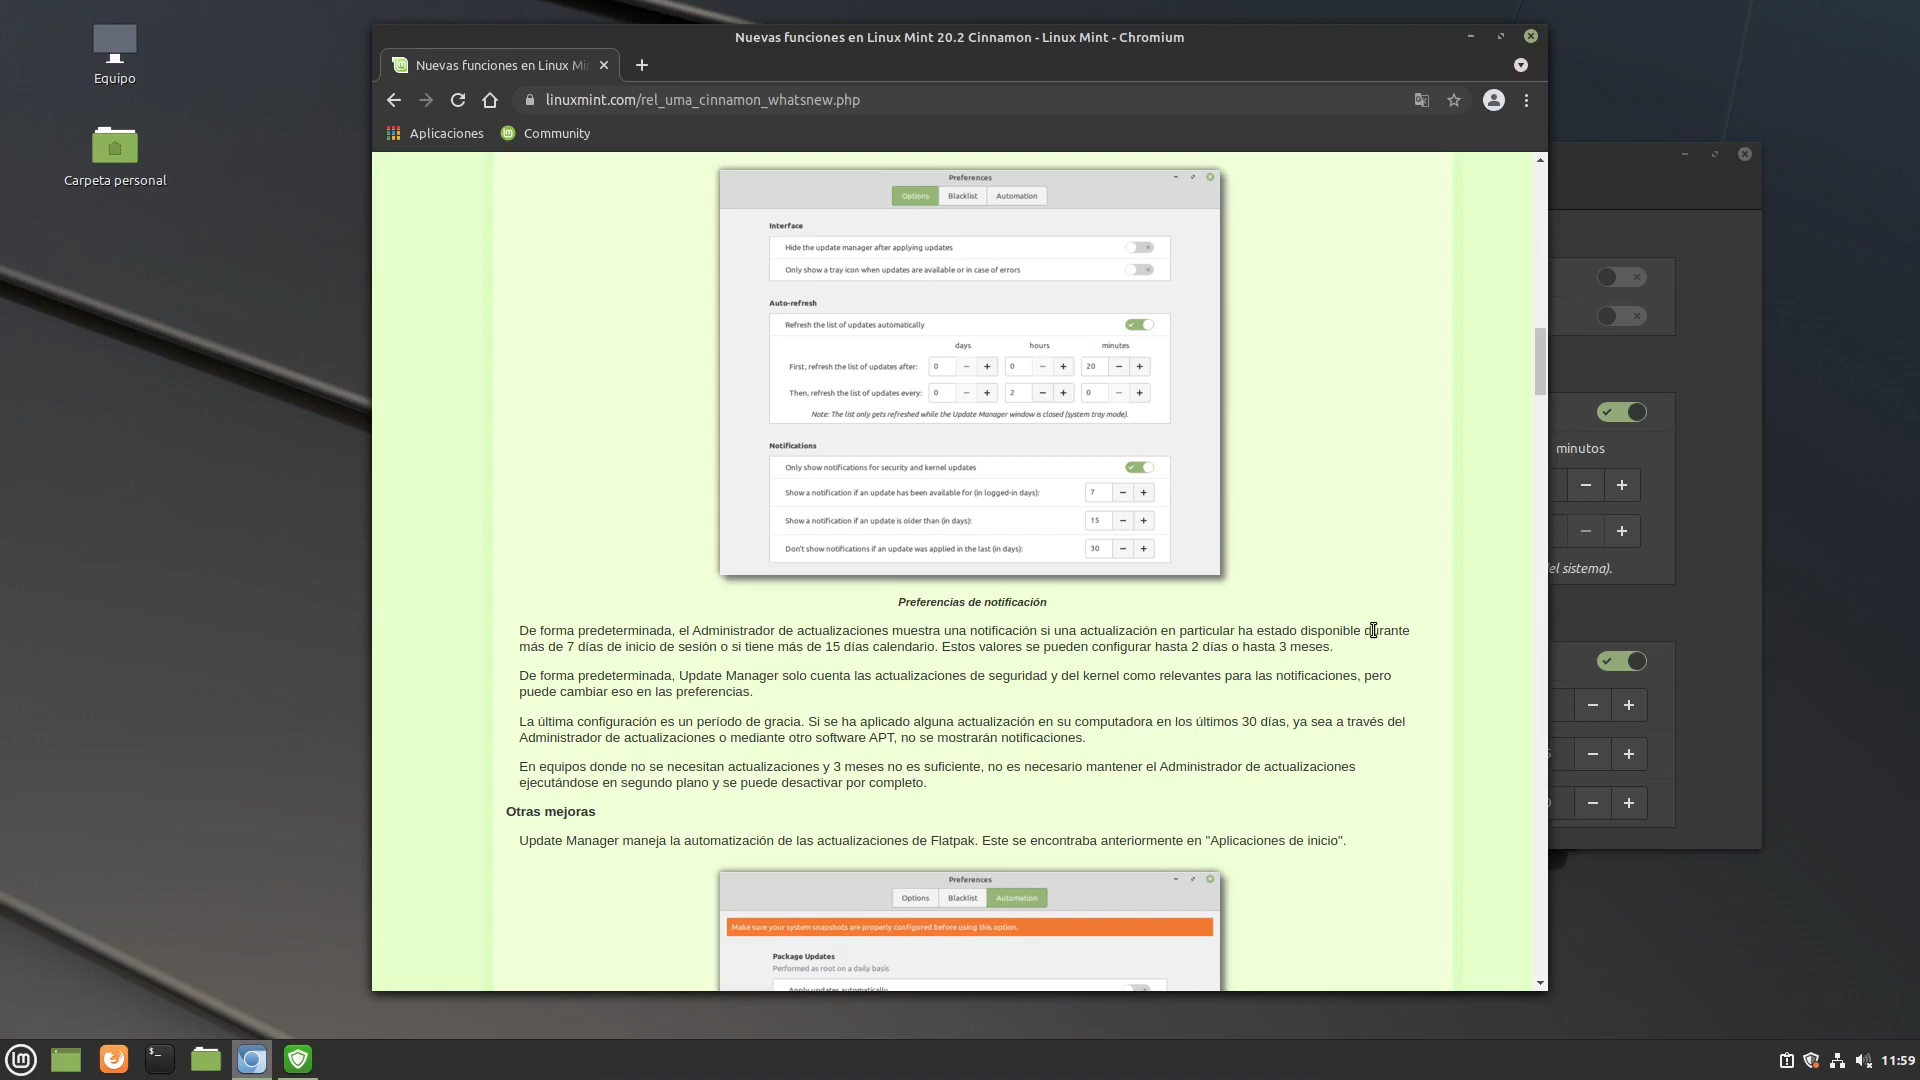 Equipo
Carpeta personal
Nuevas funciones en Linux Mint 20.2 Cinnamon - Linux Mint - Chromium
Nuevas funciones en Linux Mi
linuxmint.com/rel_uma_cinnamon_whatsnew.php
Aplicaciones
Community
Preferences
Options Blacklist Automation
Interface
Hide the update manager after applying updates
Only show a tray icon when updates are available or in case of errors
Auto-refresh
Refresh the list of updates automatically
days hours minutes
First, refresh the list of updates after: 0 0 20
Then, refresh the list of updates every: 0 2 0
Note: The list only gets refreshed while the Update Manager window is closed (system tray mode).
Notifications
Only show notifications for security and kernel updates
Show a notification if an update has been available for (in logged-in days): 7
Show a notification if an update is older than (in days): 15
Don't show notifications if an update was applied in the last (in days): 30
Preferencias de notificación
De forma predeterminada, el Administrador de actualizaciones muestra una notificación si una actualización en particular ha estado disponible durante
más de 7 días de inicio de sesión o si tiene más de 15 días calendario. Estos valores se pueden configurar hasta 2 días o hasta 3 meses.
De forma predeterminada, Update Manager solo cuenta las actualizaciones de seguridad y del kernel como relevantes para las notificaciones, pero
puede cambiar eso en las preferencias.
La última configuración es un período de gracia. Si se ha aplicado alguna actualización en su computadora en los últimos 30 días, ya sea a través del
Administrador de actualizaciones o mediante otro software APT, no se mostrarán notificaciones.
En equipos donde no se necesitan actualizaciones y 3 meses no es suficiente, no es necesario mantener el Administrador de actualizaciones
ejecutándose en segundo plano y se puede desactivar por completo.
Otras mejoras
Update Manager maneja la automatización de las actualizaciones de Flatpak. Este se encontraba anteriormente en "Aplicaciones de inicio".
Preferences
Options Blacklist Automation
Make sure your system snapshots are properly configured before using this option.
Package Updates
Performed as root on a daily basis
Apply updates automatically
minutos
del sistema).
11:59